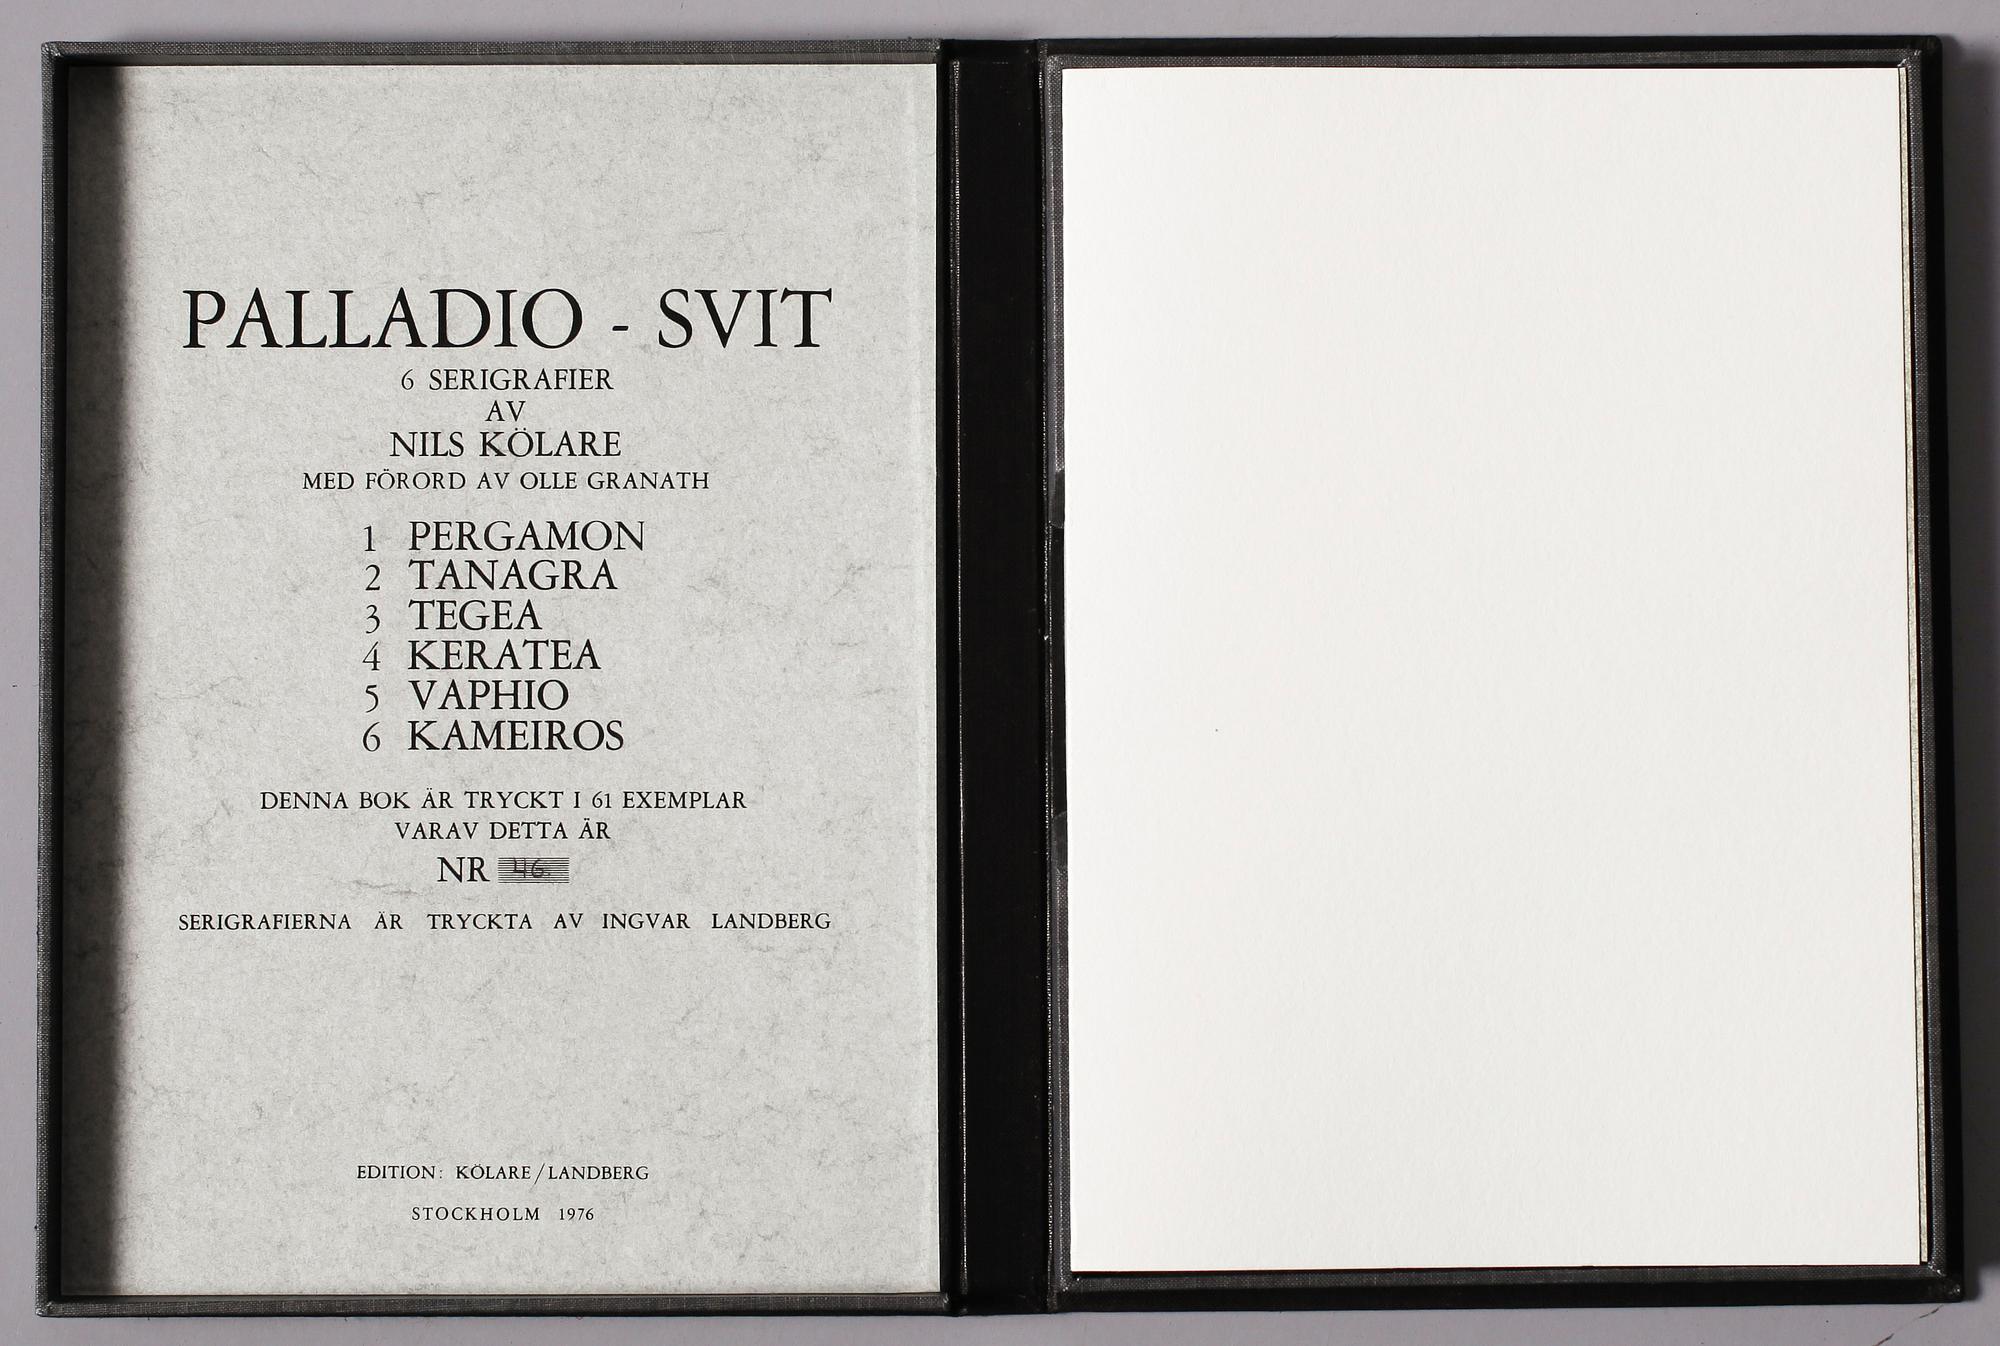 PALLADIO - SVIT
6 SERIGRAFIER
AV
NILS KÖLARE
MED FÖRORD AV OLLE GRANATH
1 PERGAMON
2 TANAGRA
3 TEGEA
4 KERATEA
5 VAPHIO
6 KAMEIROS
DENNA BOK ÄR TRYCKT I 61 EXEMPLAR
VARAV DETTA ÄR
NR 46
SERIGRAFIERNA ÄR TRYCKTA AV INGVAR LANDBERG
EDITION: KÖLARE/LANDBERG
STOCKHOLM 1976